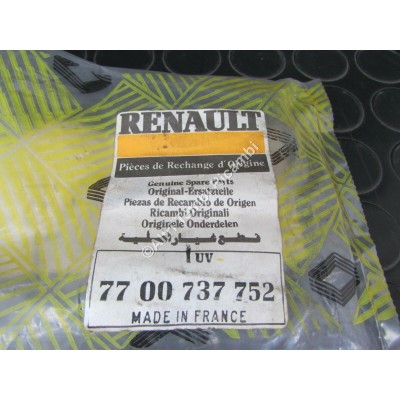 RENAULT
Pièces de Rechange d'Origine
Genuine Spare Parts
Original-Ersatzteile
Piezas de Recambio de Origen
Ricambi Originali
Originele Onderdelen
قطع غيار أصلية
1 UV
77 00 737 752
MADE IN FRANCE